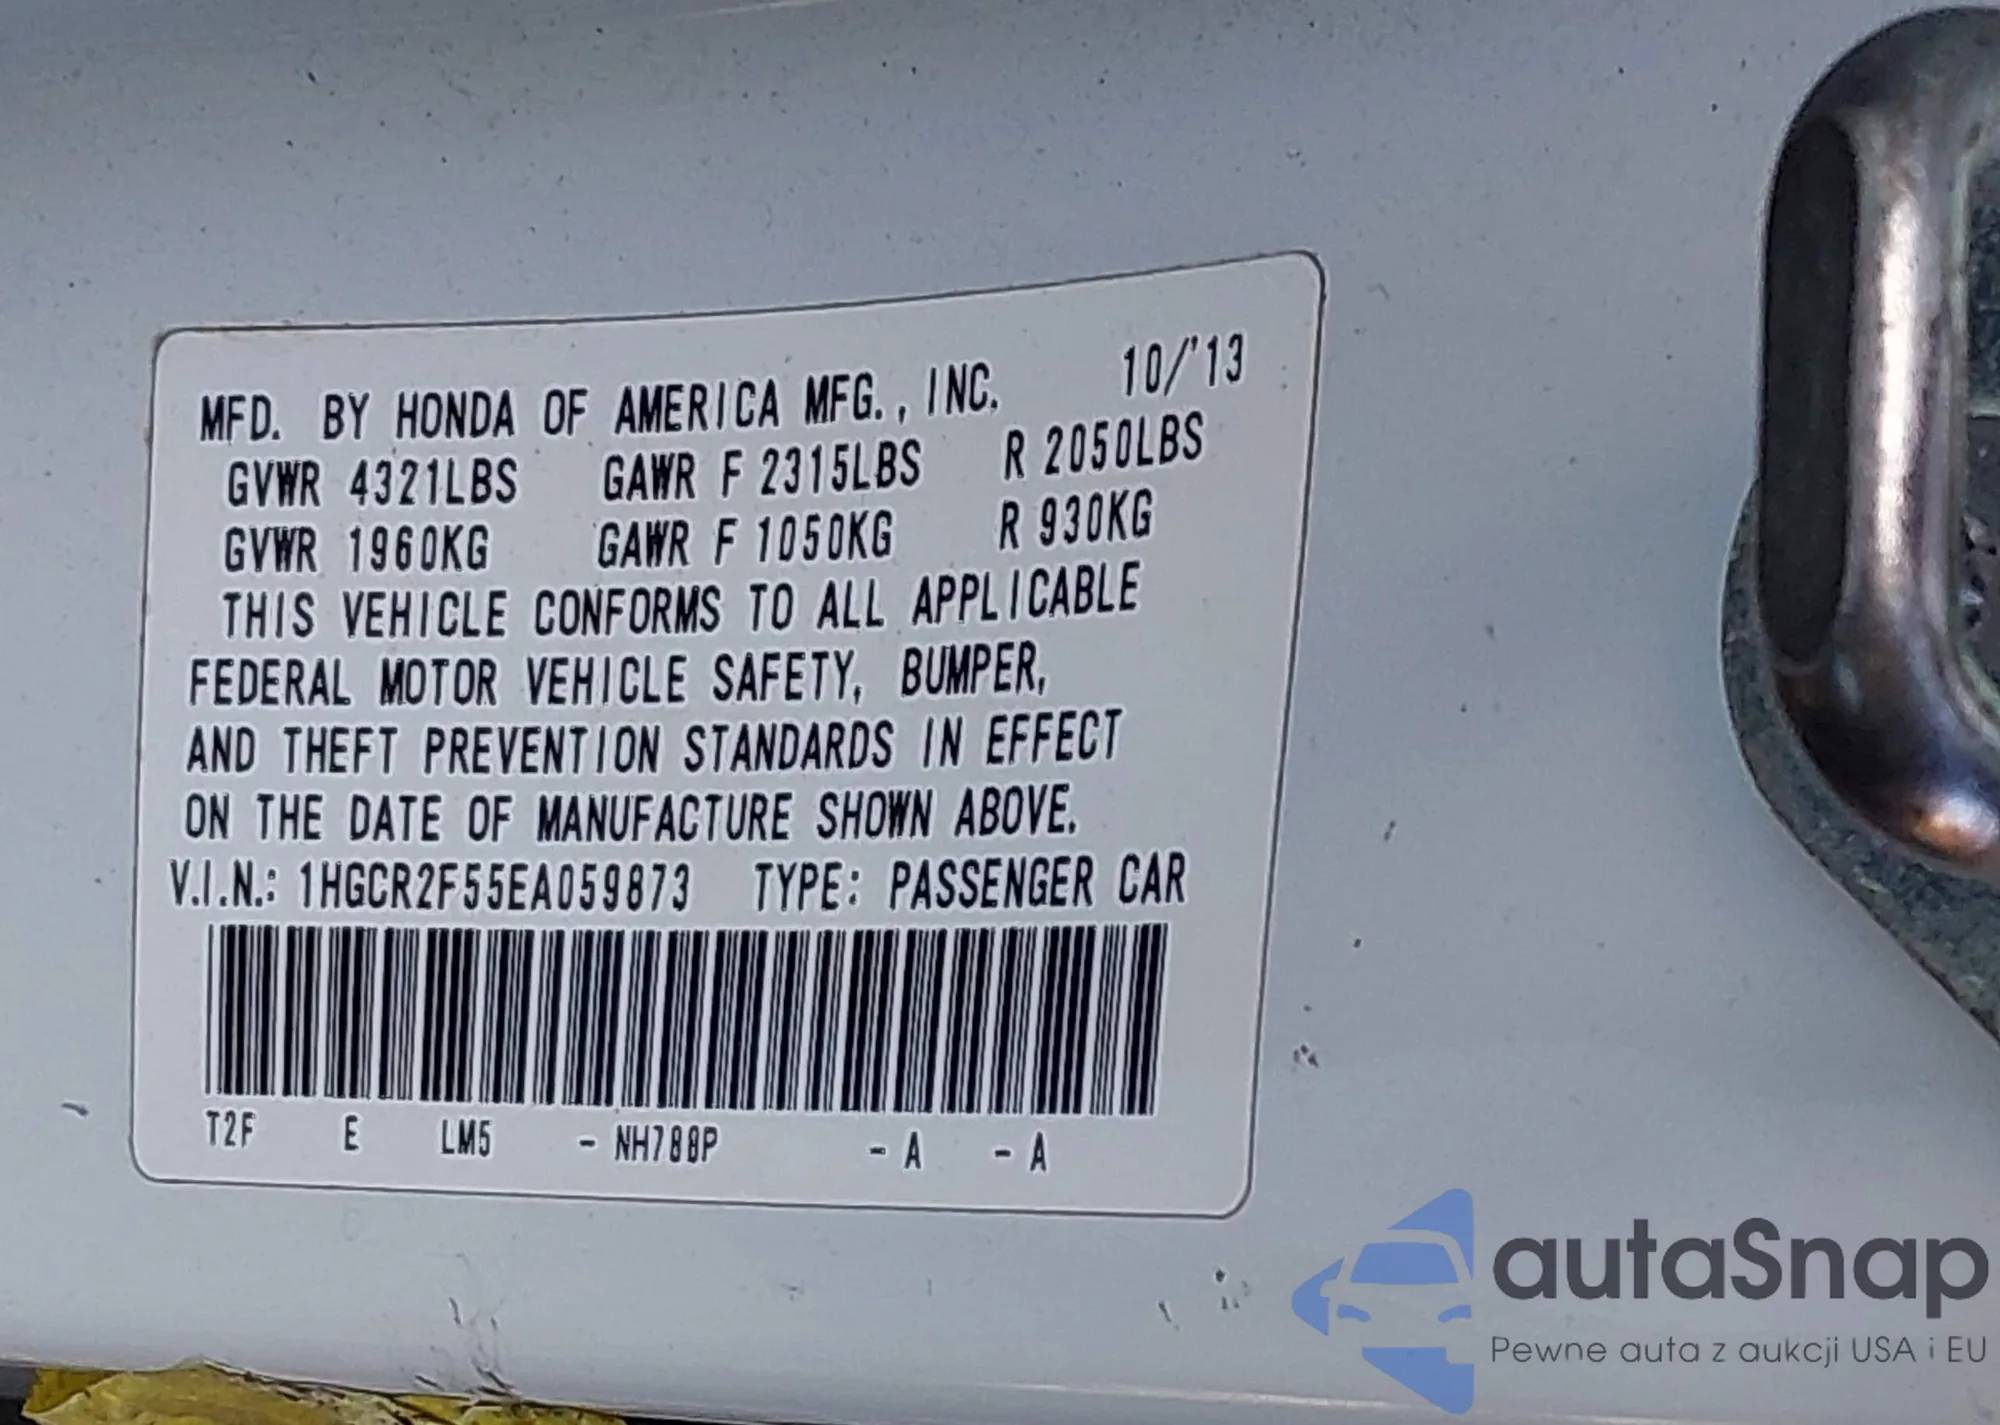 MFD. BY HONDA OF AMERICA MFG., INC. 10/'13
GVWR 4321LBS GAWR F 2315LBS R 2050LBS
GVWR 1960KG GAWR F 1050KG R 930KG
THIS VEHICLE CONFORMS TO ALL APPLICABLE
FEDERAL MOTOR VEHICLE SAFETY, BUMPER,
AND THEFT PREVENTION STANDARDS IN EFFECT
ON THE DATE OF MANUFACTURE SHOWN ABOVE.
V.I.N.: 1HGCR2F55EA059873 TYPE: PASSENGER CAR
T2F E LM5 - NH788P - A - A
autaSnap
Pewne auta z aukcji USA i EU